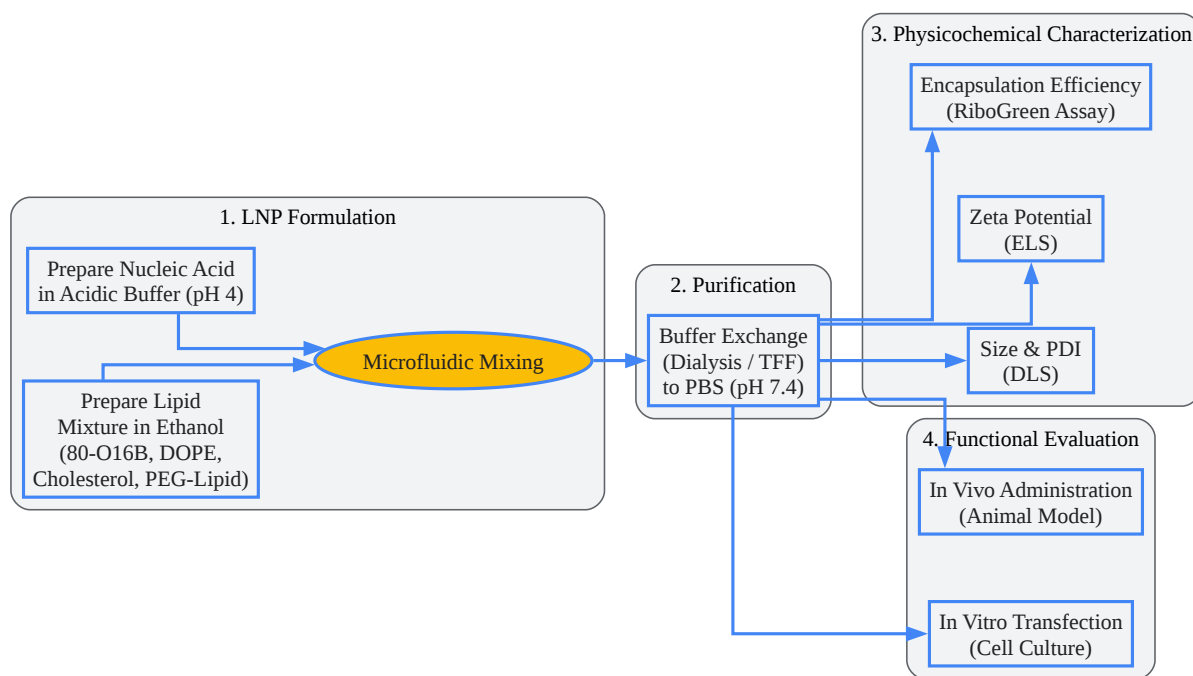 1. LNP Formulation
Prepare Nucleic Acid
in Acidic Buffer (pH 4)
Microfluidic Mixing
Prepare Lipid
Mixture in Ethanol
(80-O16B, DOPE,
Cholesterol, PEG-Lipid)
2. Purification
Buffer Exchange
(Dialysis / TFF)
to PBS (pH 7.4)
3. Physicochemical Characterization
Encapsulation Efficiency
(RiboGreen Assay)
Zeta Potential
(ELS)
Size & PDI
(DLS)
4. Functional Evaluation
In Vivo Administration
(Animal Model)
In Vitro Transfection
(Cell Culture)